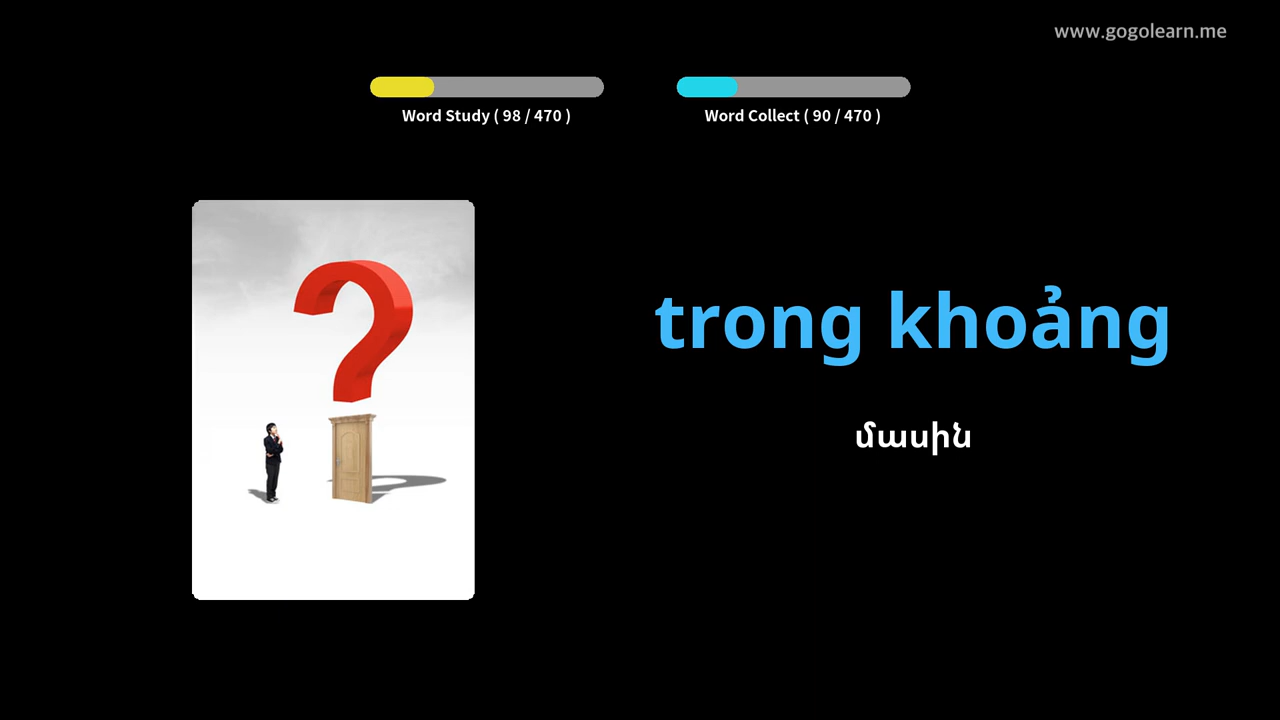 www.gogolearn.me
Word Study ( 98 / 470 )
Word Collect ( 90 / 470 )
trong khoảng
մասին